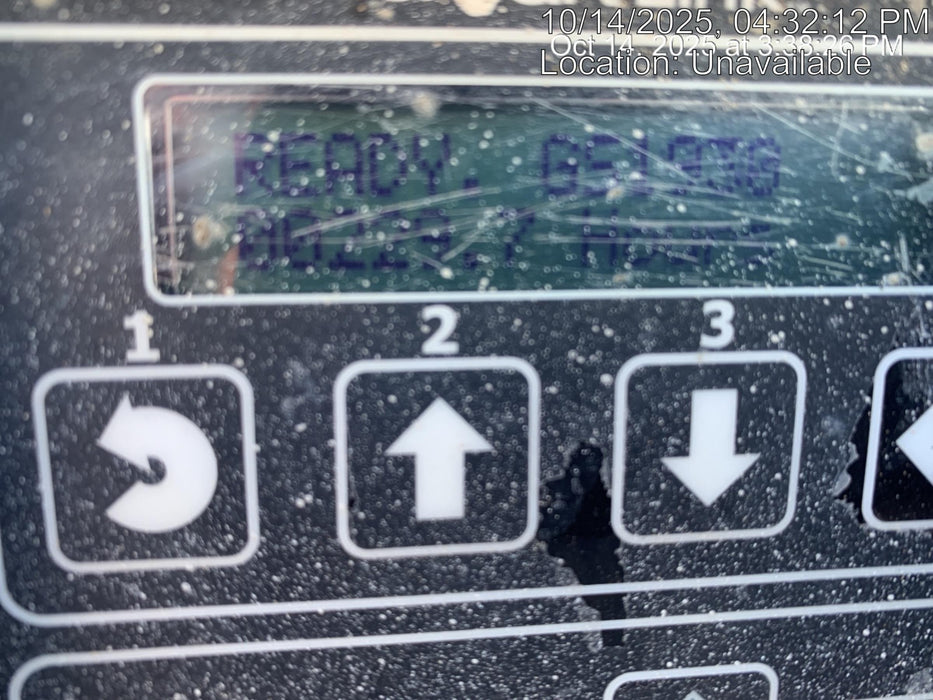 10/14/2025, 04:32:12 PM
Oct 14, 2025 at 3:33:26 PM
Location: Unavailable
READY,
Hours
1
2
3